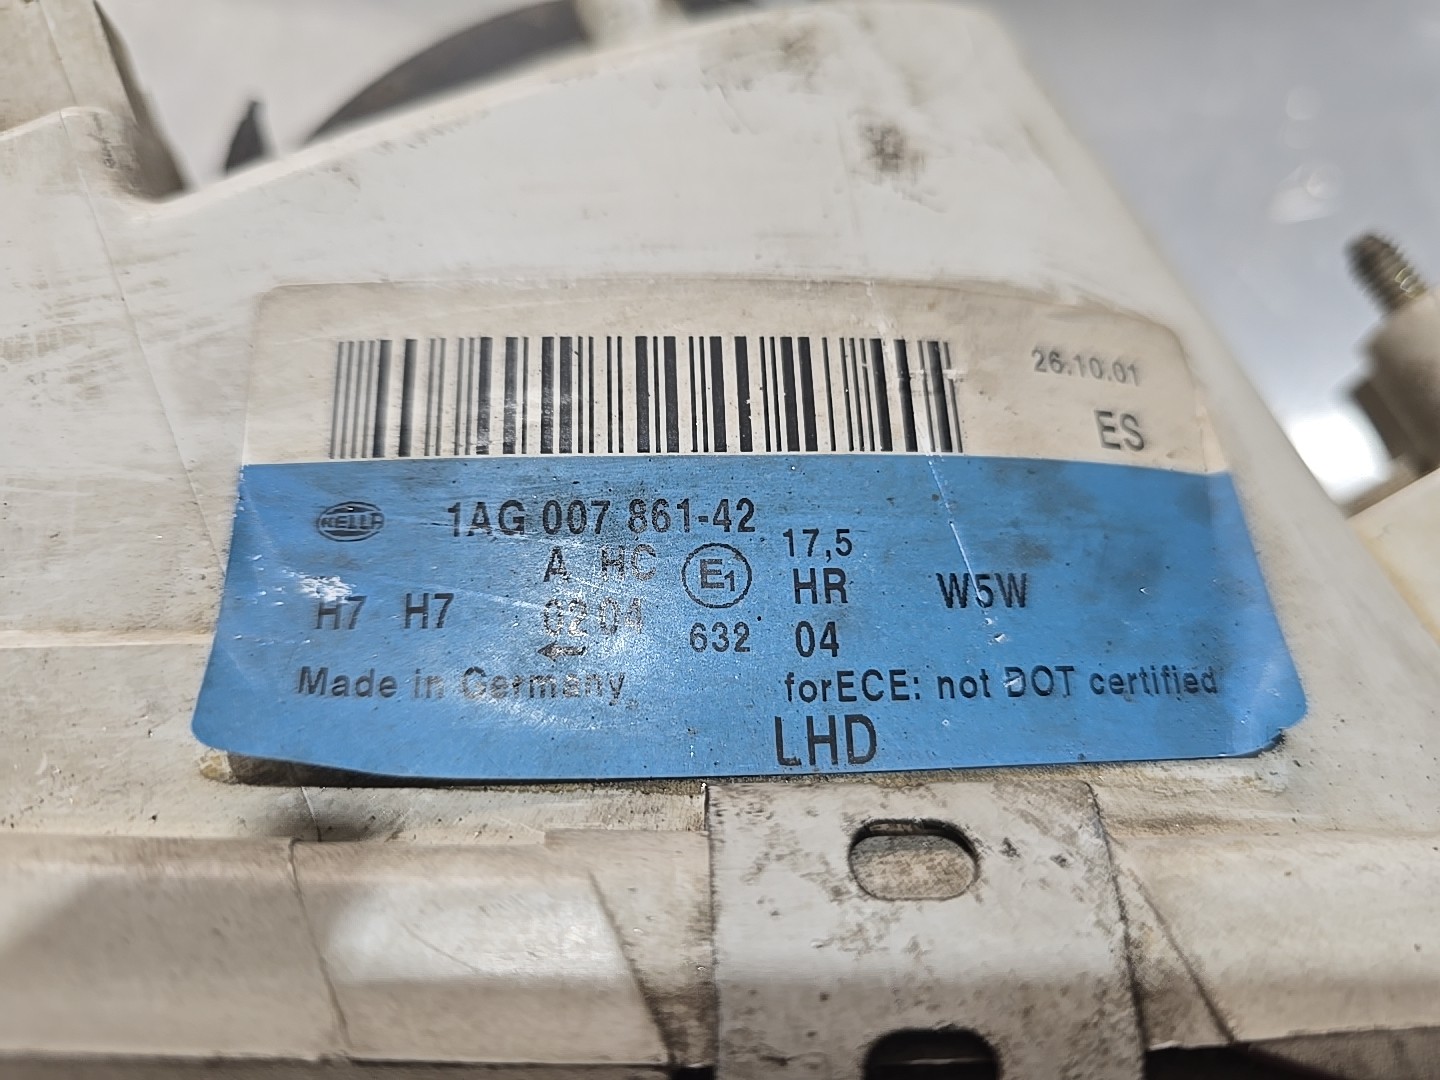 26.10.01
ES
HELLA 1AG 007 861-42
A HC E1 17,5
H7 H7 HR W5W
02 04 632 04
Made in Germany forECE: not DOT certified
LHD